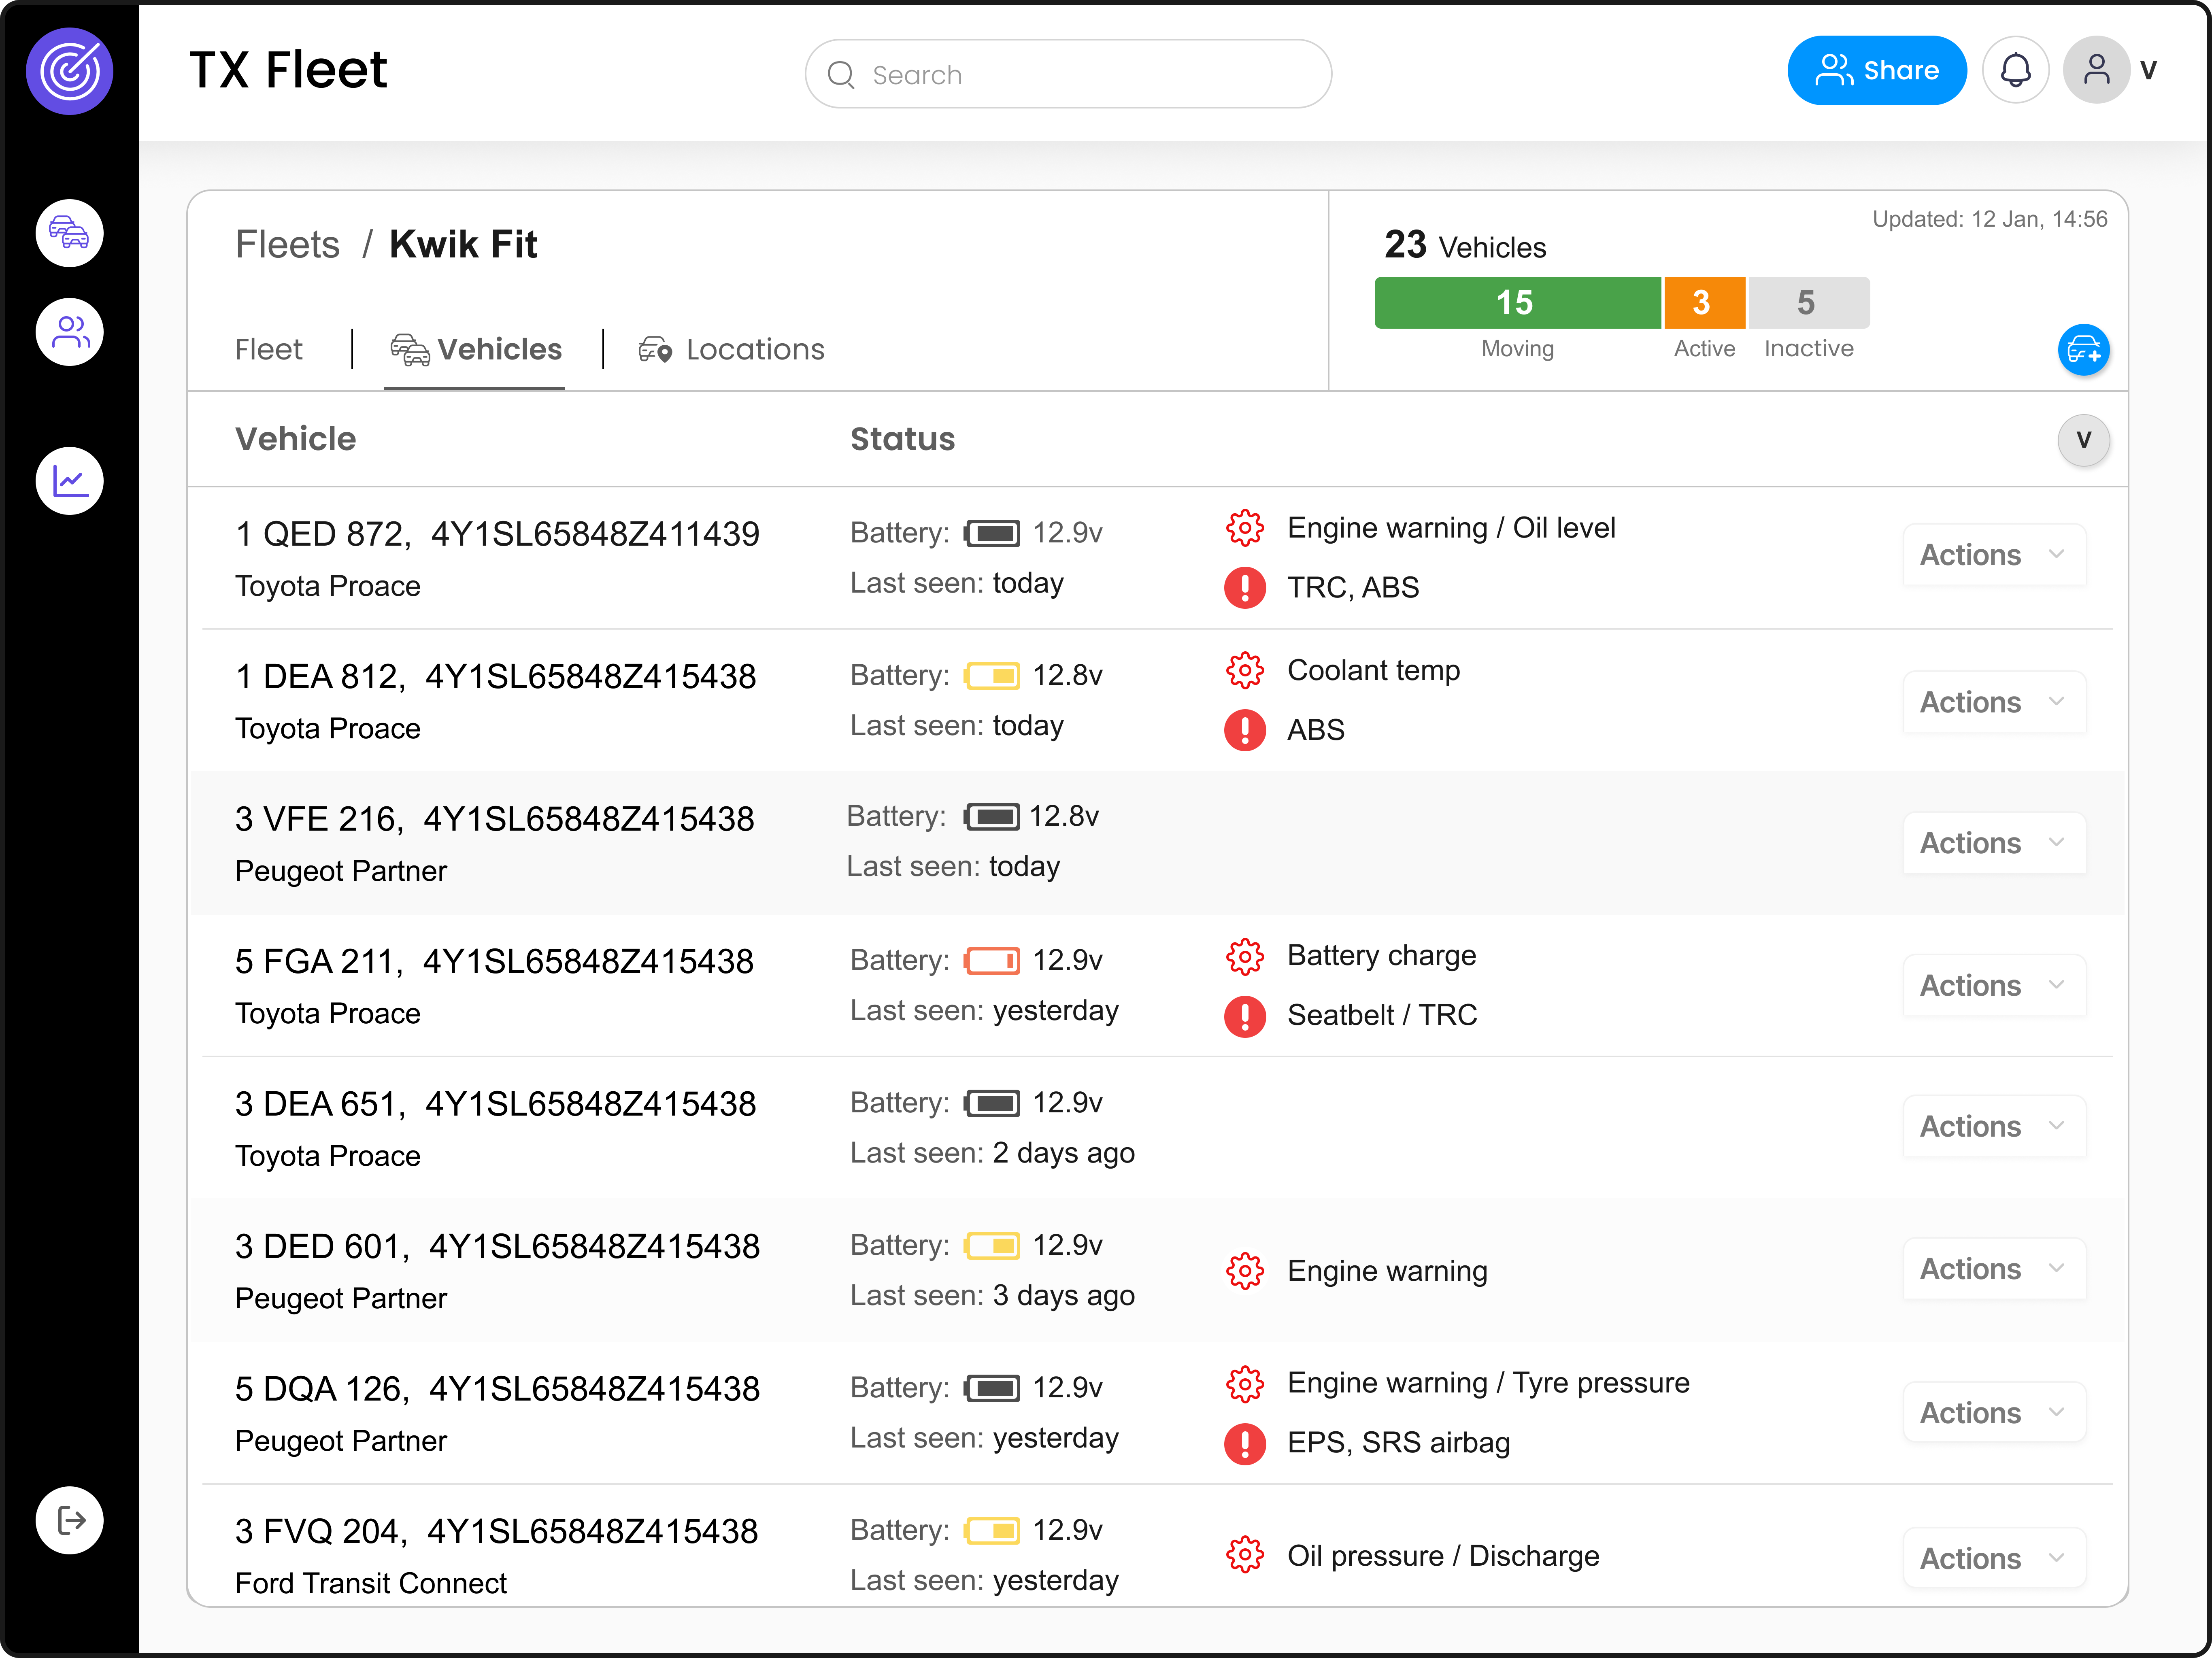 TX Fleet
Search
Share
V
Fleets / Kwik Fit
Updated: 12 Jan, 14:56
23 Vehicles
15 3 5
Moving Active Inactive
Fleet Vehicles Locations
Vehicle Status V
1 QED 872, 4Y1SL65848Z411439
Toyota Proace
Battery: 12.9v
Last seen: today
Engine warning / Oil level
TRC, ABS
Actions
1 DEA 812, 4Y1SL65848Z415438
Toyota Proace
Battery: 12.8v
Last seen: today
Coolant temp
ABS
Actions
3 VFE 216, 4Y1SL65848Z415438
Peugeot Partner
Battery: 12.8v
Last seen: today
Actions
5 FGA 211, 4Y1SL65848Z415438
Toyota Proace
Battery: 12.9v
Last seen: yesterday
Battery charge
Seatbelt / TRC
Actions
3 DEA 651, 4Y1SL65848Z415438
Toyota Proace
Battery: 12.9v
Last seen: 2 days ago
Actions
3 DED 601, 4Y1SL65848Z415438
Peugeot Partner
Battery: 12.9v
Last seen: 3 days ago
Engine warning
Actions
5 DQA 126, 4Y1SL65848Z415438
Peugeot Partner
Battery: 12.9v
Last seen: yesterday
Engine warning / Tyre pressure
EPS, SRS airbag
Actions
3 FVQ 204, 4Y1SL65848Z415438
Ford Transit Connect
Battery: 12.9v
Last seen: yesterday
Oil pressure / Discharge
Actions